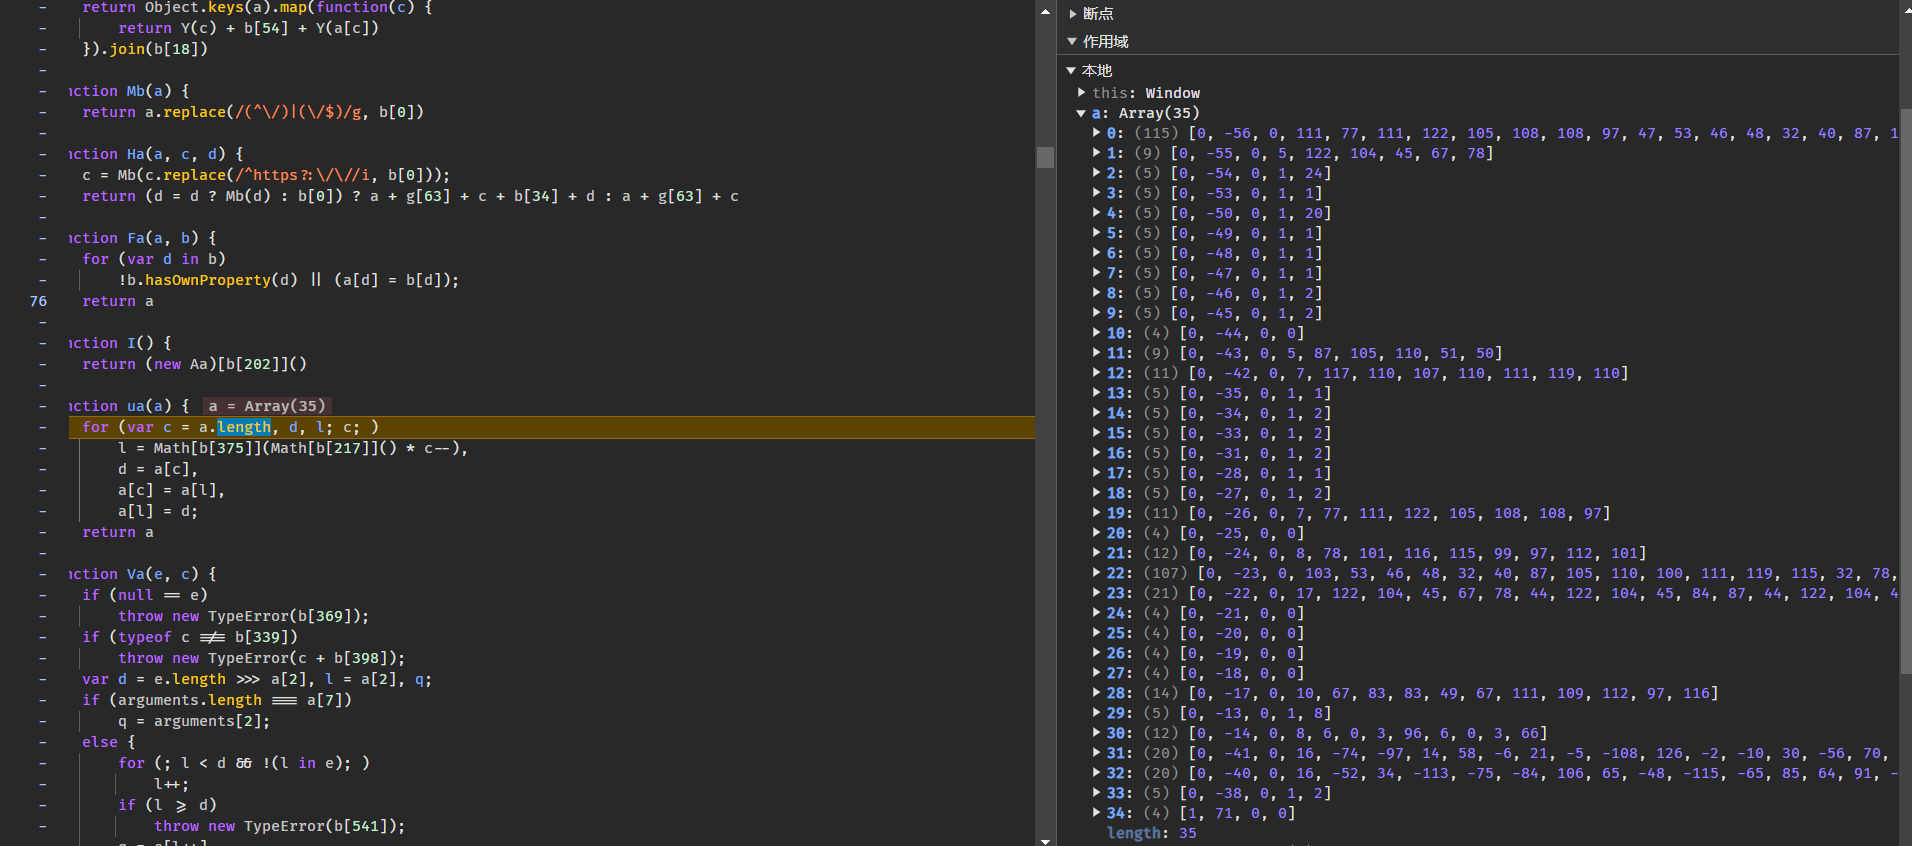 return Object.keys(a).map(function(c) {
return Y(c) + b[54] + Y(a[c])
}).join(b[18])
nction Mb(a) {
return a.replace(/(^\/)|(\/$)/g, b[0])
nction Ha(a, c, d) {
c = Mb(c.replace(/^https?:\/\//i, b[0]));
return (d = d ? Mb(d) : b[0]) ? a + g[63] + c + b[34] + d : a + g[63] + c
nction Fa(a, b) {
for (var d in b)
!b.hasOwnProperty(d) || (a[d] = b[d]);
76 return a
nction I() {
return (new Aa)[b[202]]()
nction ua(a) { a = Array(35)
for (var c = a.length, d, l; c; )
l = Math[b[375]](Math[b[217]]() * c--),
d = a[c],
a[c] = a[l],
a[l] = d;
return a
nction Va(e, c) {
if (null == e)
throw new TypeError(b[369]);
if (typeof c !== b[339])
throw new TypeError(c + b[398]);
var d = e.length >>> a[2], l = a[2], q;
if (arguments.length === a[7])
q = arguments[2];
else {
for (; l < d && !(l in e); )
l++;
if (l >= d)
throw new TypeError(b[541]);
断点
作用域
本地
this: Window
a: Array(35)
0: (115) [0, -56, 0, 111, 77, 111, 122, 105, 108, 108, 97, 47, 53, 46, 48, 32, 40, 87, 1
1: (9) [0, -55, 0, 5, 122, 104, 45, 67, 78]
2: (5) [0, -54, 0, 1, 24]
3: (5) [0, -53, 0, 1, 1]
4: (5) [0, -50, 0, 1, 20]
5: (5) [0, -49, 0, 1, 1]
6: (5) [0, -48, 0, 1, 1]
7: (5) [0, -47, 0, 1, 1]
8: (5) [0, -46, 0, 1, 2]
9: (5) [0, -45, 0, 1, 2]
10: (4) [0, -44, 0, 0]
11: (9) [0, -43, 0, 5, 87, 105, 110, 51, 50]
12: (11) [0, -42, 0, 7, 117, 110, 107, 110, 111, 119, 110]
13: (5) [0, -35, 0, 1, 1]
14: (5) [0, -34, 0, 1, 2]
15: (5) [0, -33, 0, 1, 2]
16: (5) [0, -31, 0, 1, 2]
17: (5) [0, -28, 0, 1, 1]
18: (5) [0, -27, 0, 1, 2]
19: (11) [0, -26, 0, 7, 77, 111, 122, 105, 108, 108, 97]
20: (4) [0, -25, 0, 0]
21: (12) [0, -24, 0, 8, 78, 101, 116, 115, 99, 97, 112, 101]
22: (107) [0, -23, 0, 103, 53, 46, 48, 32, 40, 87, 105, 110, 100, 111, 119, 115, 32, 78,
23: (21) [0, -22, 0, 17, 122, 104, 45, 67, 78, 44, 122, 104, 45, 84, 87, 44, 122, 104, 4
24: (4) [0, -21, 0, 0]
25: (4) [0, -20, 0, 0]
26: (4) [0, -19, 0, 0]
27: (4) [0, -18, 0, 0]
28: (14) [0, -17, 0, 10, 67, 83, 83, 49, 67, 111, 109, 112, 97, 116]
29: (5) [0, -13, 0, 1, 8]
30: (12) [0, -14, 0, 8, 6, 0, 3, 96, 6, 0, 3, 66]
31: (20) [0, -41, 0, 16, -74, -97, 14, 58, -6, 21, -5, -108, 126, -2, -10, 30, -56, 70,
32: (20) [0, -40, 0, 16, -52, 34, -113, -75, -84, 106, 65, -48, -115, -65, 85, 64, 91, -
33: (5) [0, -38, 0, 1, 2]
34: (4) [1, 71, 0, 0]
length: 35